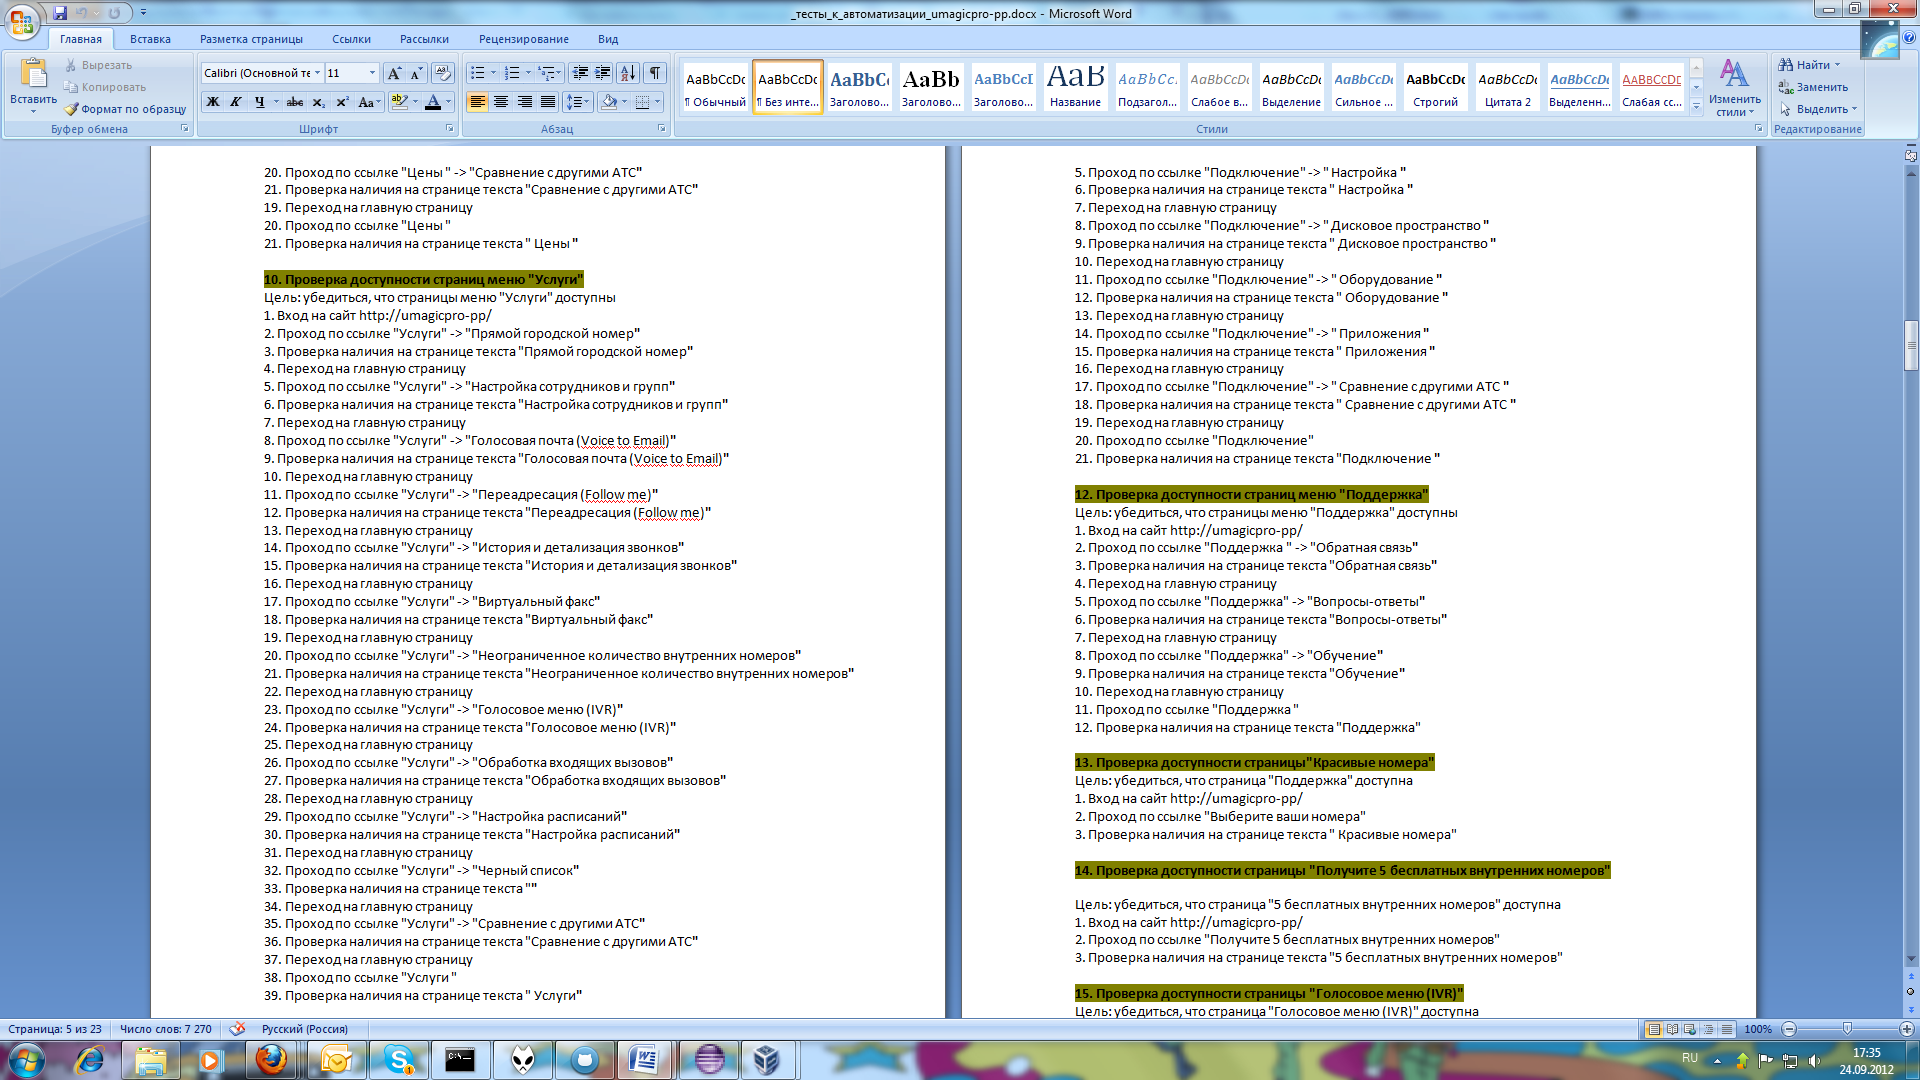 _тесты_к_автоматизации_umagicpro-pp.docx - Microsoft Word
Главная Вставка Разметка страницы Ссылки Рассылки Рецензирование Вид
Вставить
Вырезать
Копировать
Формат по образцу
Буфер обмена
Calibri (Основной те 11
Шрифт
Абзац
AaBbCcDc AaBbCcDc AaBbC AaBb AaBbCcI AaB AaBbCc. AaBbCcDc AaBbCcDc AaBbCcDc AaBbCcDc AaBbCcDc AaBbCcDc AABBCCDE
¶ Обычный ¶ Без инте... Заголово... Заголово... Заголово... Название Подзагол... Слабое в... Выделение Сильное ... Строгий Цитата 2 Выделенн... Слабая сс...
Изменить стили
Стили
Найти
Заменить
Выделить
Редактирование
20. Проход по ссылке "Цены " -> "Сравнение с другими АТС"
21. Проверка наличия на странице текста "Сравнение с другими АТС"
19. Переход на главную страницу
20. Проход по ссылке "Цены "
21. Проверка наличия на странице текста " Цены "
10. Проверка доступности страниц меню "Услуги"
Цель: убедиться, что страницы меню "Услуги" доступны
1. Вход на сайт http://umagicpro-pp/
2. Проход по ссылке "Услуги" -> "Прямой городской номер"
3. Проверка наличия на странице текста "Прямой городской номер"
4. Переход на главную страницу
5. Проход по ссылке "Услуги" -> "Настройка сотрудников и групп"
6. Проверка наличия на странице текста "Настройка сотрудников и групп"
7. Переход на главную страницу
8. Проход по ссылке "Услуги" -> "Голосовая почта (Voice to Email)"
9. Проверка наличия на странице текста "Голосовая почта (Voice to Email)"
10. Переход на главную страницу
11. Проход по ссылке "Услуги" -> "Переадресация (Follow me)"
12. Проверка наличия на странице текста "Переадресация (Follow me)"
13. Переход на главную страницу
14. Проход по ссылке "Услуги" -> "История и детализация звонков"
15. Проверка наличия на странице текста "История и детализация звонков"
16. Переход на главную страницу
17. Проход по ссылке "Услуги" -> "Виртуальный факс"
18. Проверка наличия на странице текста "Виртуальный факс"
19. Переход на главную страницу
20. Проход по ссылке "Услуги" -> "Неограниченное количество внутренних номеров"
21. Проверка наличия на странице текста "Неограниченное количество внутренних номеров"
22. Переход на главную страницу
23. Проход по ссылке "Услуги" -> "Голосовое меню (IVR)"
24. Проверка наличия на странице текста "Голосовое меню (IVR)"
25. Переход на главную страницу
26. Проход по ссылке "Услуги" -> "Обработка входящих вызовов"
27. Проверка наличия на странице текста "Обработка входящих вызовов"
28. Переход на главную страницу
29. Проход по ссылке "Услуги" -> "Настройка расписаний"
30. Проверка наличия на странице текста "Настройка расписаний"
31. Переход на главную страницу
32. Проход по ссылке "Услуги" -> "Черный список"
33. Проверка наличия на странице текста ""
34. Переход на главную страницу
35. Проход по ссылке "Услуги" -> "Сравнение с другими АТС"
36. Проверка наличия на странице текста "Сравнение с другими АТС"
37. Переход на главную страницу
38. Проход по ссылке "Услуги "
39. Проверка наличия на странице текста " Услуги"
5. Проход по ссылке "Подключение" -> " Настройка "
6. Проверка наличия на странице текста " Настройка "
7. Переход на главную страницу
8. Проход по ссылке "Подключение" -> " Дисковое пространство "
9. Проверка наличия на странице текста " Дисковое пространство "
10. Переход на главную страницу
11. Проход по ссылке "Подключение" -> " Оборудование "
12. Проверка наличия на странице текста " Оборудование "
13. Переход на главную страницу
14. Проход по ссылке "Подключение" -> " Приложения "
15. Проверка наличия на странице текста " Приложения "
16. Переход на главную страницу
17. Проход по ссылке "Подключение" -> " Сравнение с другими АТС "
18. Проверка наличия на странице текста " Сравнение с другими АТС "
19. Переход на главную страницу
20. Проход по ссылке "Подключение"
21. Проверка наличия на странице текста "Подключение "
12. Проверка доступности страниц меню "Поддержка"
Цель: убедиться, что страницы меню "Поддержка" доступны
1. Вход на сайт http://umagicpro-pp/
2. Проход по ссылке "Поддержка " -> "Обратная связь"
3. Проверка наличия на странице текста "Обратная связь"
4. Переход на главную страницу
5. Проход по ссылке "Поддержка" -> "Вопросы-ответы"
6. Проверка наличия на странице текста "Вопросы-ответы"
7. Переход на главную страницу
8. Проход по ссылке "Поддержка" -> "Обучение"
9. Проверка наличия на странице текста "Обучение"
10. Переход на главную страницу
11. Проход по ссылке "Поддержка "
12. Проверка наличия на странице текста "Поддержка"
13. Проверка доступности страницы"Красивые номера"
Цель: убедиться, что страница "Поддержка" доступна
1. Вход на сайт http://umagicpro-pp/
2. Проход по ссылке "Выберите ваши номера"
3. Проверка наличия на странице текста " Красивые номера"
14. Проверка доступности страницы "Получите 5 бесплатных внутренних номеров"
Цель: убедиться, что страница "5 бесплатных внутренних номеров" доступна
1. Вход на сайт http://umagicpro-pp/
2. Проход по ссылке "Получите 5 бесплатных внутренних номеров"
3. Проверка наличия на странице текста "5 бесплатных внутренних номеров"
15. Проверка доступности страницы "Голосовое меню (IVR)"
Цель: убедиться, что страница "Голосовое меню (IVR)" доступна
Страница: 5 из 23 Число слов: 7 270 Русский (Россия) 100%
RU 17:35
24.09.2012